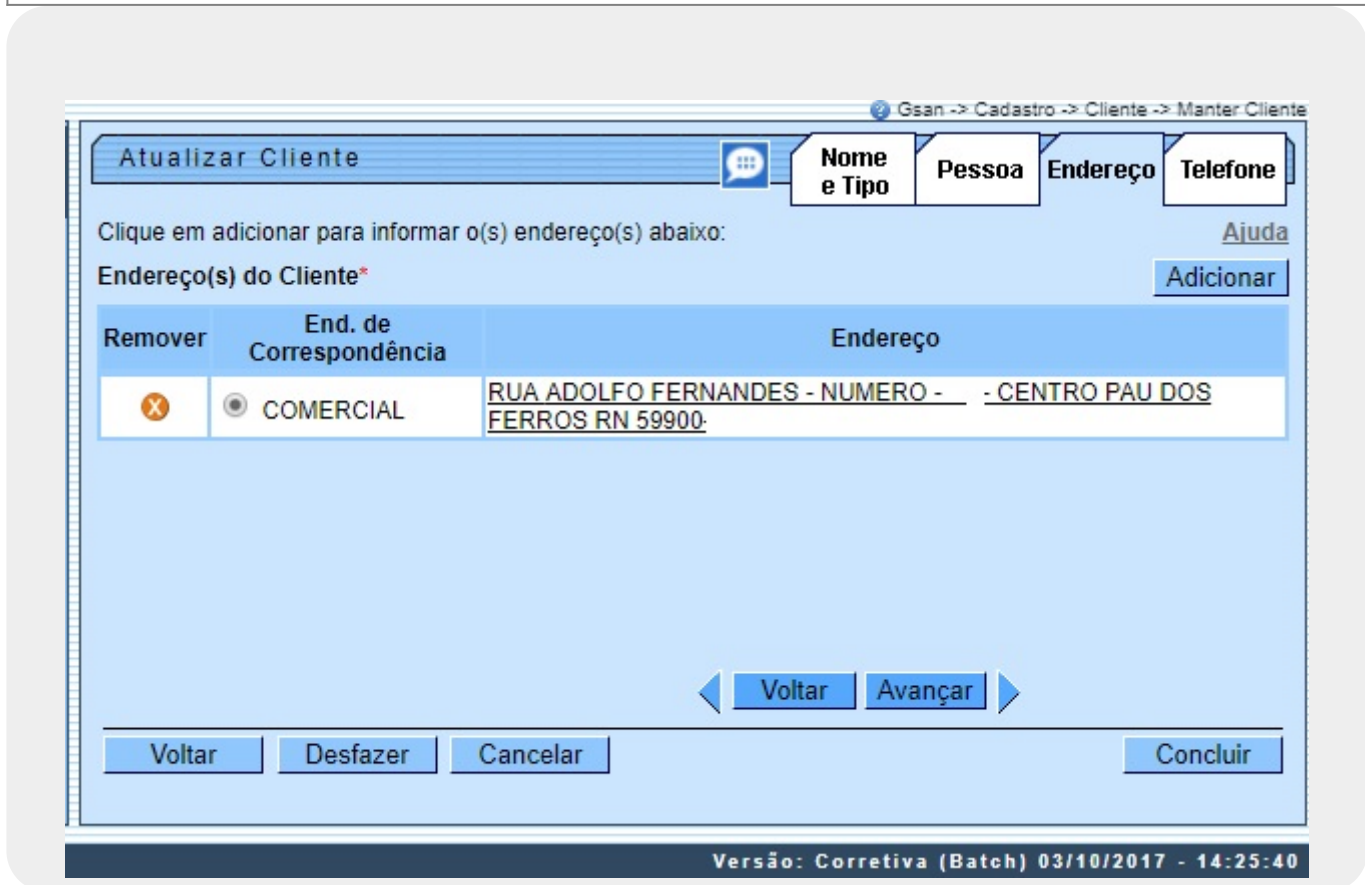 Gsan -> Cadastro -> Cliente -> Manter Cliente
Atualizar Cliente
Nome e Tipo
Pessoa
Endereço
Telefone
Clique em adicionar para informar o(s) endereço(s) abaixo:
Ajuda
Endereço(s) do Cliente*
Adicionar
Remover
End. de
Correspondência
Endereço
COMERCIAL
RUA ADOLFO FERNANDES - NUMERO - - CENTRO PAU DOS
FERROS RN 59900-
Voltar
Avançar
Voltar
Desfazer
Cancelar
Concluir
Versão: Corretiva (Batch) 03/10/2017 - 14:25:40